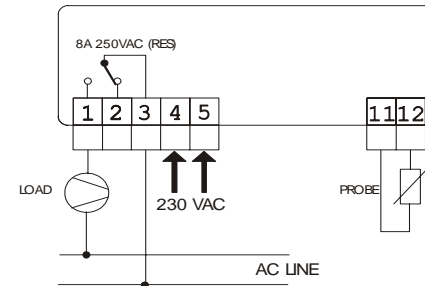 8A 250VAC (RES)
1 2 3 4 5
11 12
LOAD
230 VAC
PROBE
AC LINE